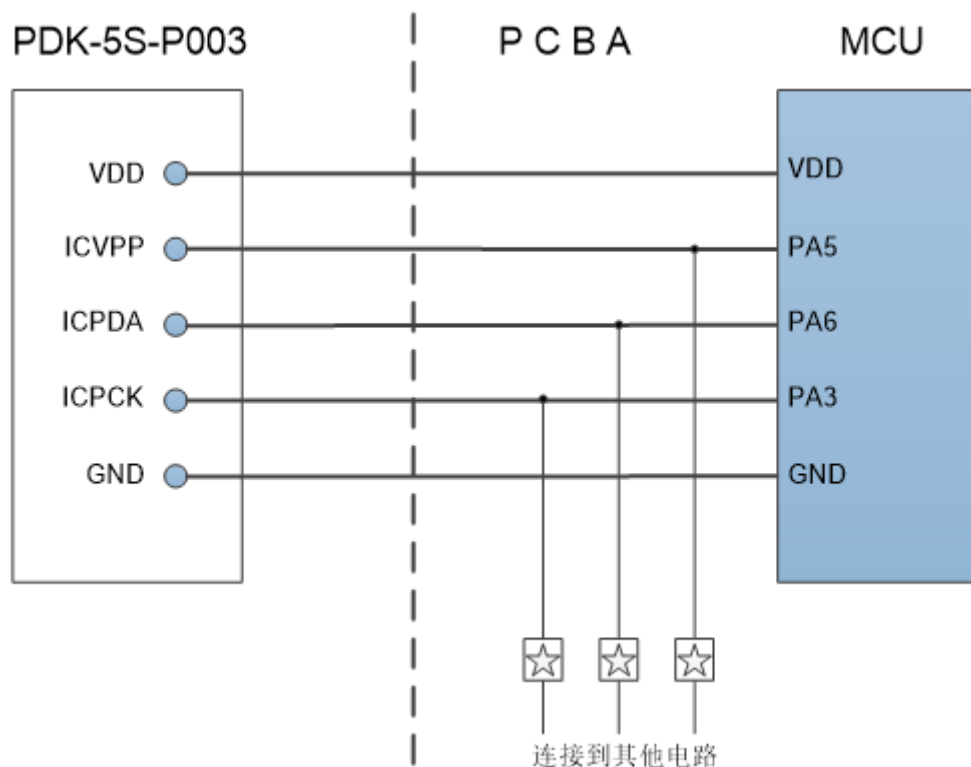 PDK-5S-P003
P C B A
MCU
VDD
VDD
ICVPP
PA5
ICPDA
PA6
ICPCK
PA3
GND
GND
连接到其他电路